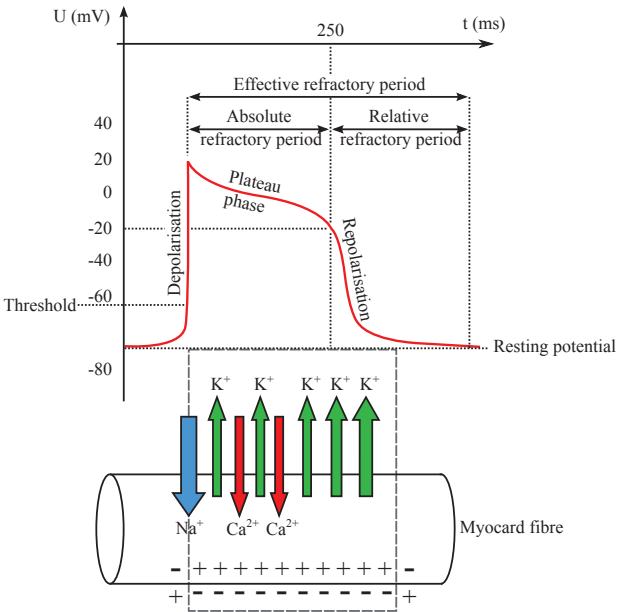 U (mV)
250
t (ms)
Effective refractory period
Absolute
refractory period
Relative
refractory period
40
20
0
-20
-40
-60
-80
Plateau
phase
Depolarisation
Repolarisation
Threshold
Resting potential
K⁺ K⁺ K⁺ K⁺ K⁺
Na⁺ Ca²⁺ Ca²⁺
Myocard fibre
- + + + + + + + + + -
+ - - - - - - - - - +